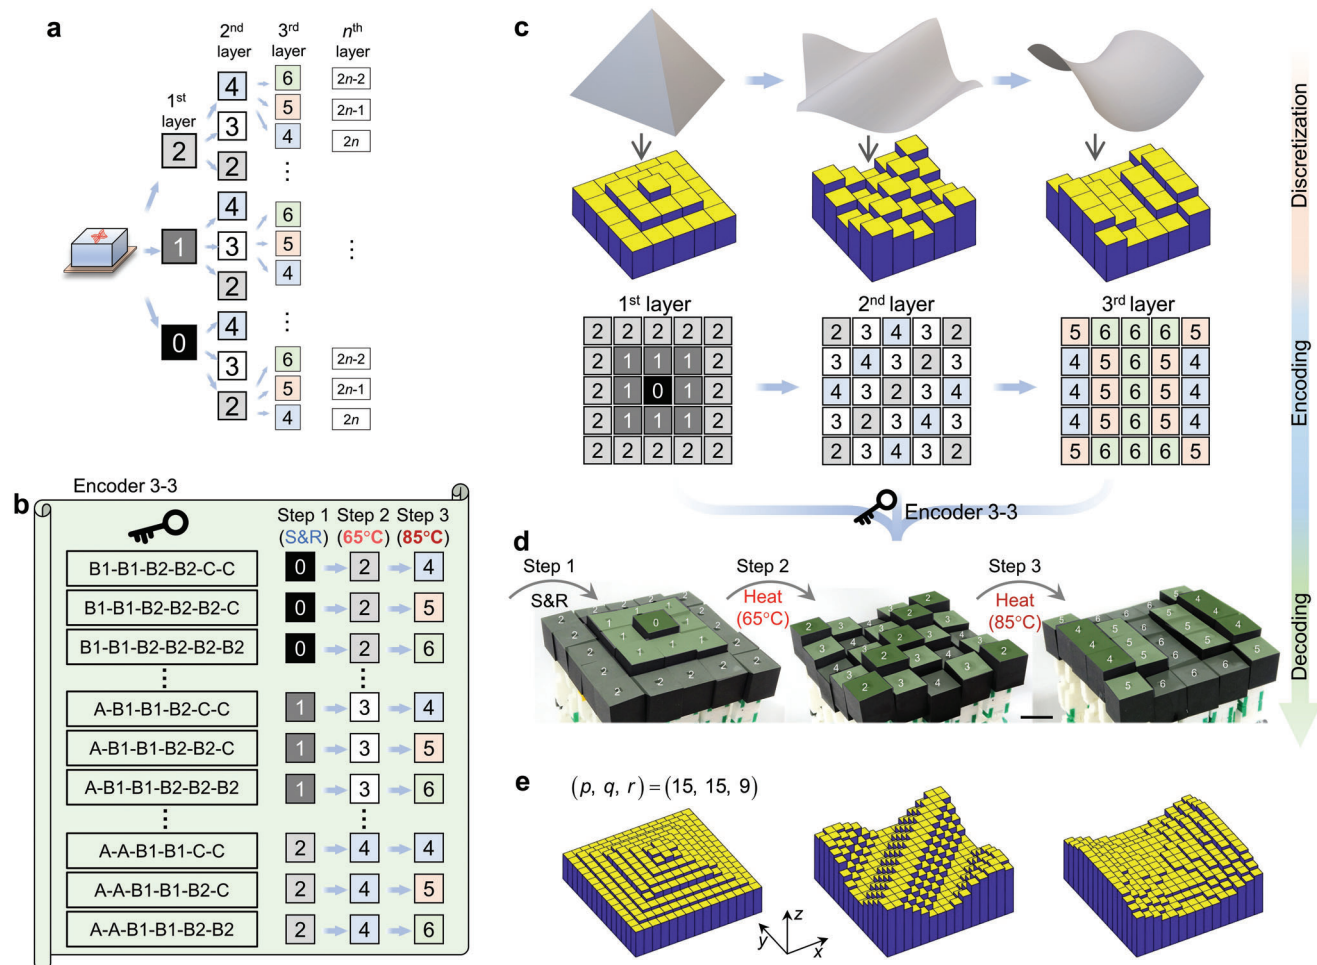 a
1st
layer
2nd
layer
3rd
layer
nth
layer
2
1
0
4
3
2
4
3
2
4
3
2
6
5
4
6
5
4
6
5
4
2n-2
2n-1
2n
2n-2
2n-1
2n
b
Encoder 3-3
Step 1 Step 2 Step 3
(S&R) (65°C) (85°C)
B1-B1-B2-B2-C-C 0 2 4
B1-B1-B2-B2-B2-C 0 2 5
B1-B1-B2-B2-B2-B2 0 2 6
A-B1-B1-B2-C-C 1 3 4
A-B1-B1-B2-B2-C 1 3 5
A-B1-B1-B2-B2-B2 1 3 6
A-A-B1-B1-C-C 2 4 4
A-A-B1-B1-B2-C 2 4 5
A-A-B1-B1-B2-B2 2 4 6
c
1st layer
2 2 2 2 2
2 1 1 1 2
2 1 0 1 2
2 1 1 1 2
2 2 2 2 2
2nd layer
2 3 4 3 2
3 4 3 2 3
4 3 2 3 4
3 2 3 4 3
2 3 4 3 2
3rd layer
5 6 6 6 5
4 5 6 5 4
4 5 6 5 4
4 5 6 5 4
5 6 6 6 5
Encoder 3-3
Discretization
Encoding
Decoding
d
Step 1
S&R
Step 2
Heat
(65°C)
Step 3
Heat
(85°C)
e
(p, q, r) = (15, 15, 9)
z
y
x